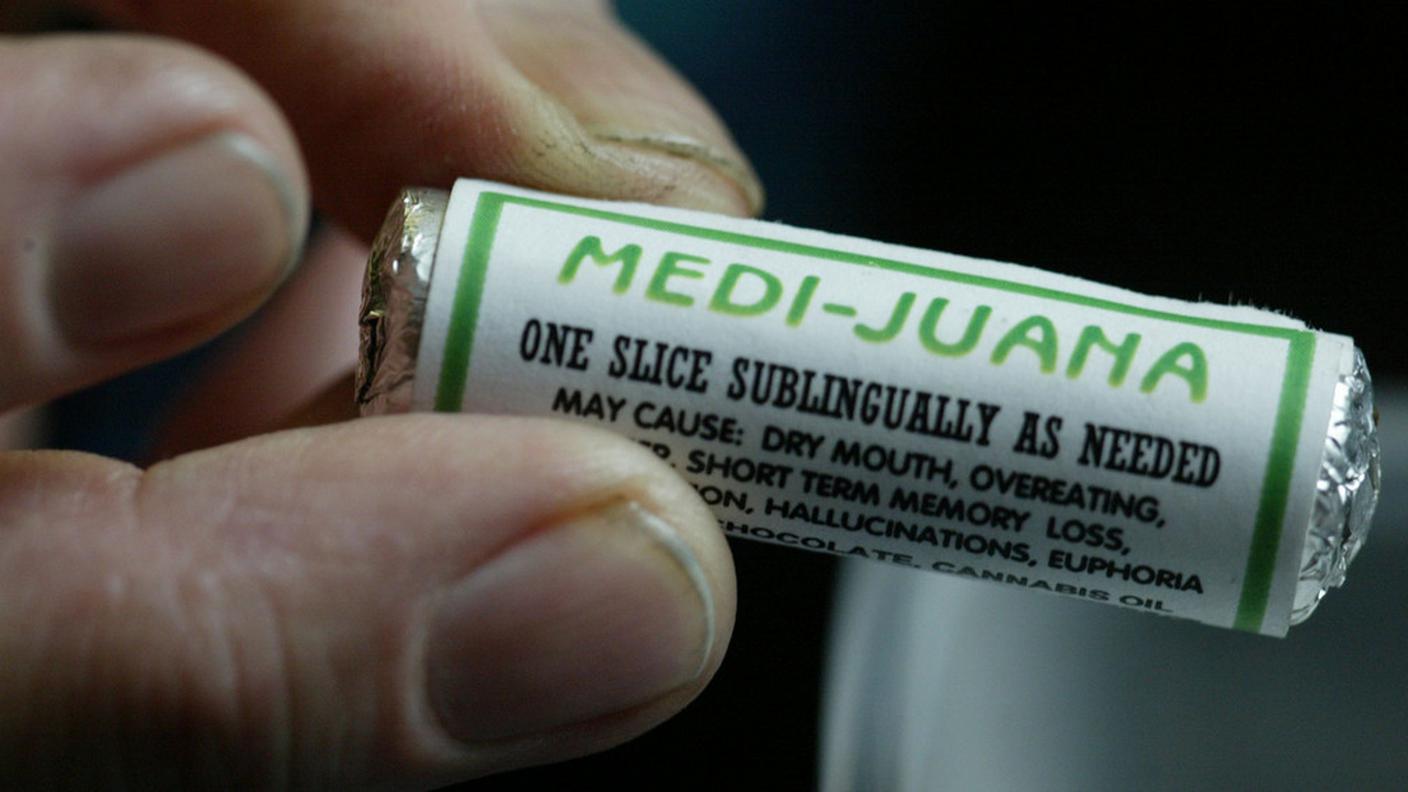 MEDI-JUANA
ONE SLICE SUBLINGUALLY AS NEEDED
MAY CAUSE: DRY MOUTH, OVEREATING,
SHORT TERM MEMORY LOSS,
HALLUCINATIONS, EUPHORIA
CHOCOLATE, CANNABIS OIL